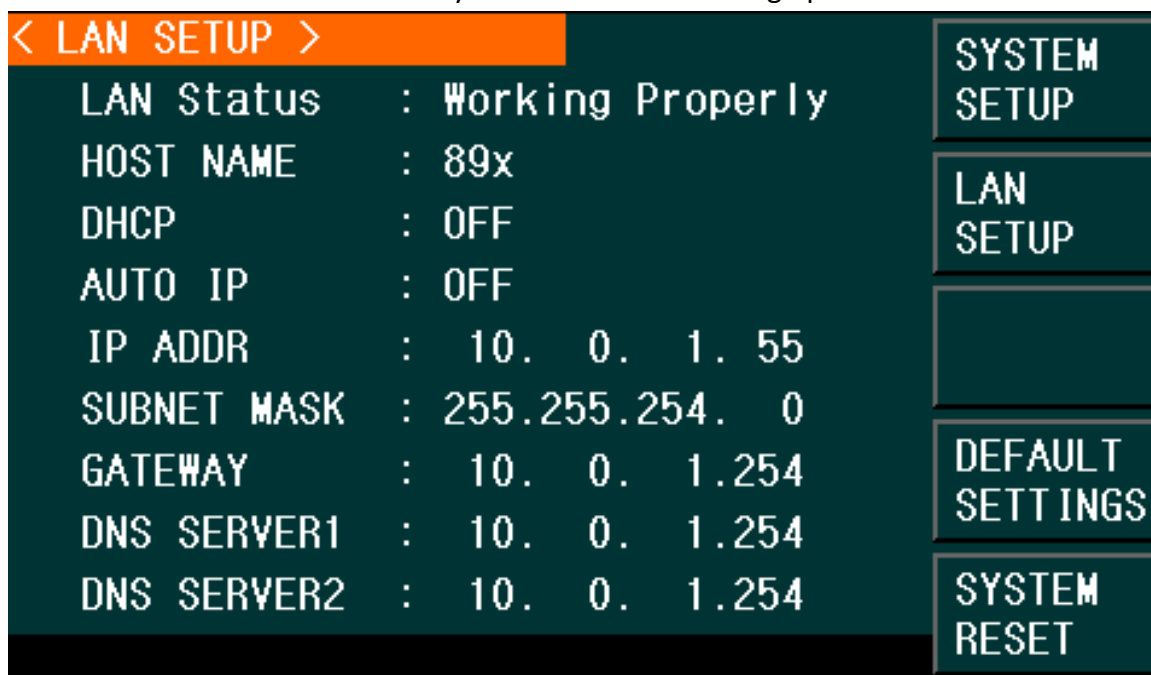 < LAN SETUP >
LAN Status : Working Properly
HOST NAME : 89x
DHCP : OFF
AUTO IP : OFF
IP ADDR : 10. 0. 1. 55
SUBNET MASK : 255.255.254. 0
GATEWAY : 10. 0. 1.254
DNS SERVER1 : 10. 0. 1.254
DNS SERVER2 : 10. 0. 1.254
SYSTEM
SETUP
LAN
SETUP
DEFAULT
SETTINGS
SYSTEM
RESET